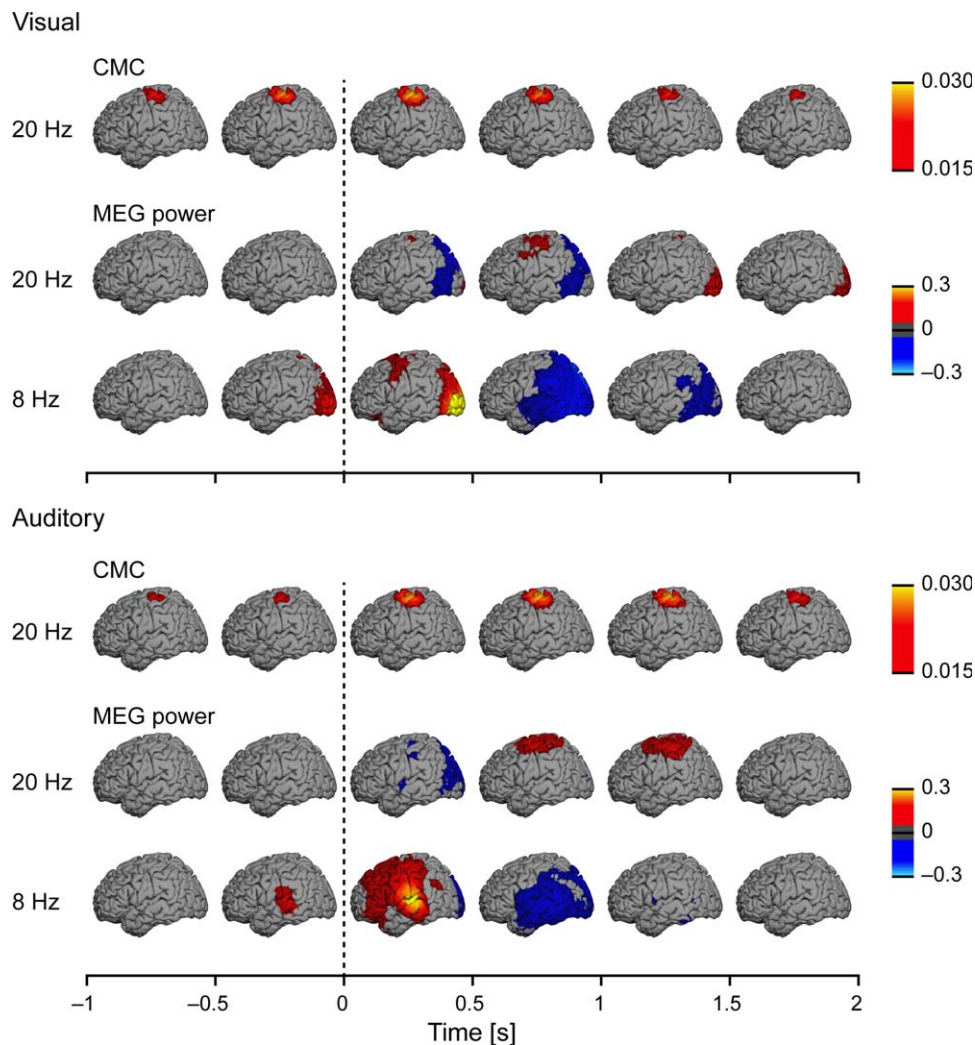 Visual
CMC
20 Hz
0.030
0.015
MEG power
20 Hz
0.3
0
–0.3
8 Hz
Auditory
CMC
20 Hz
0.030
0.015
MEG power
20 Hz
0.3
0
–0.3
8 Hz
–1 –0.5 0 0.5 1 1.5 2
Time [s]